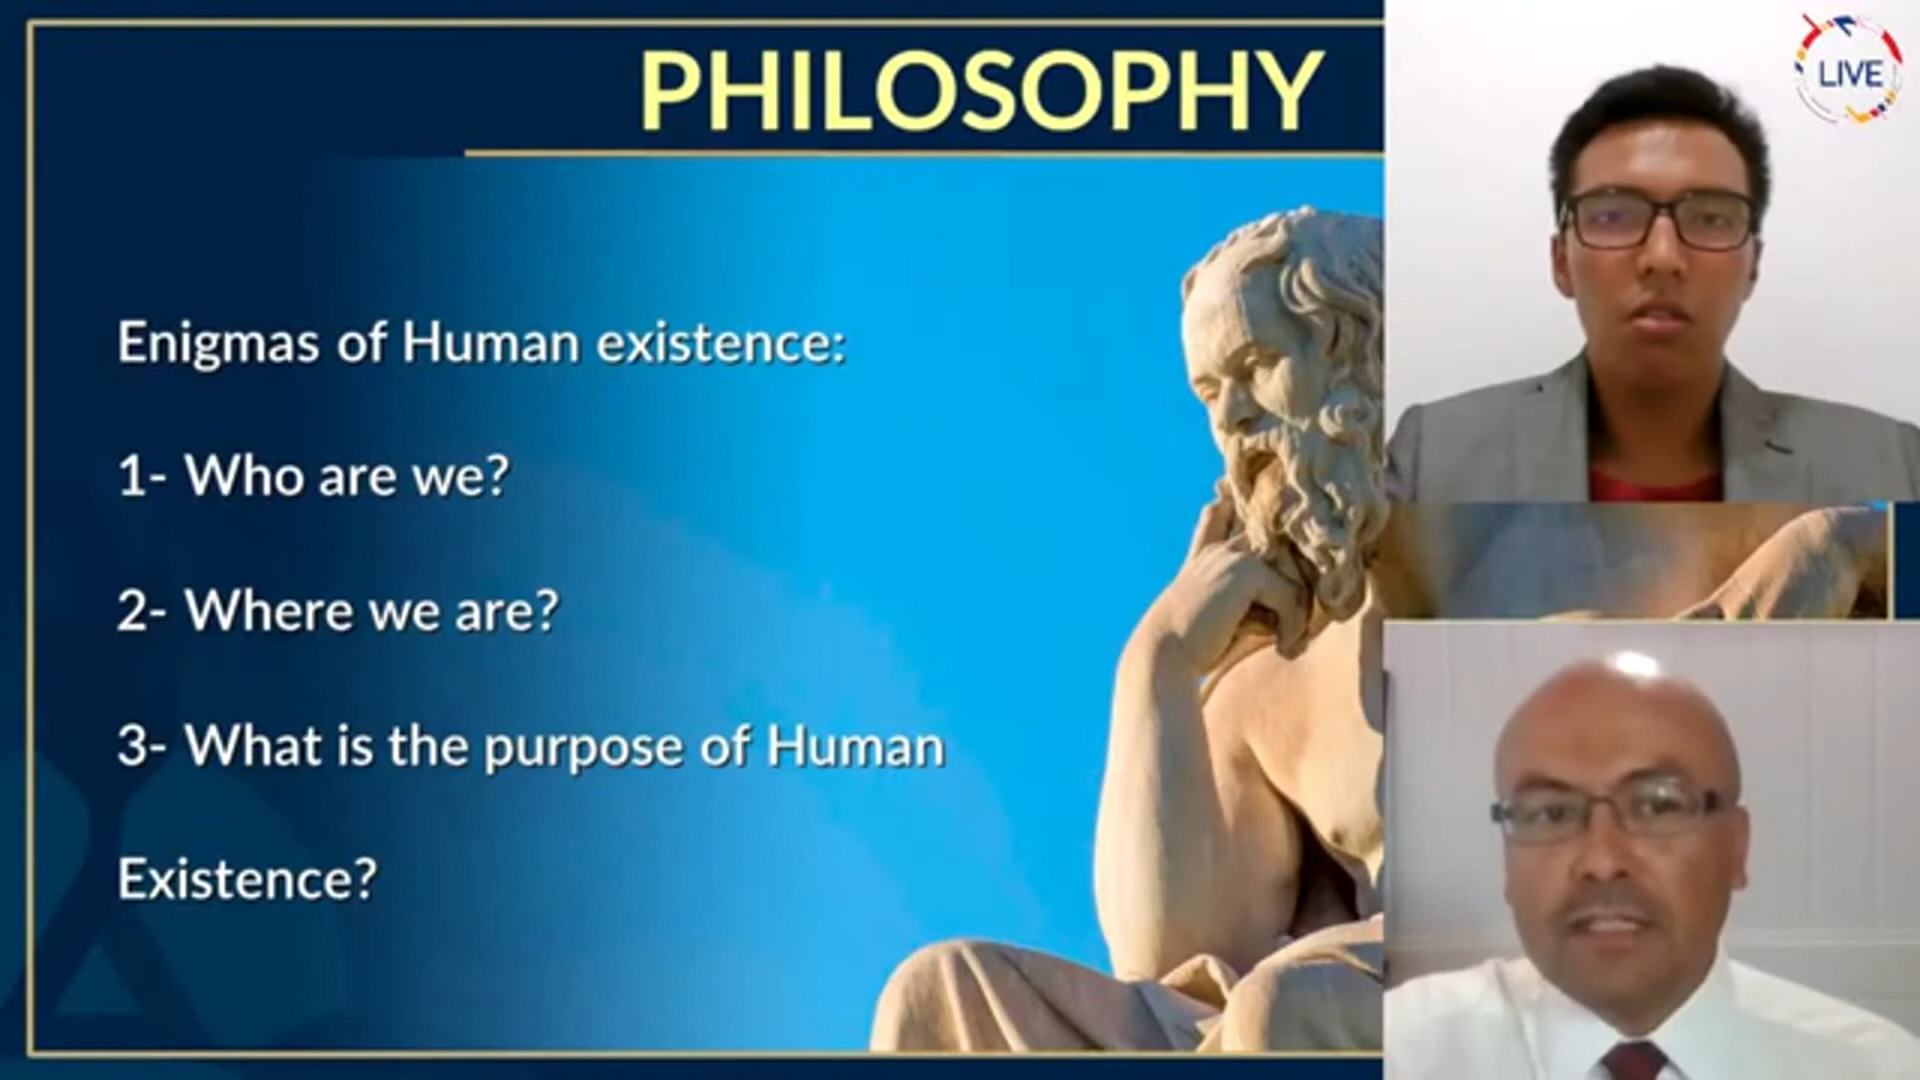 PHILOSOPHY
LIVE
Enigmas of Human existence:
1- Who are we?
2- Where we are?
3- What is the purpose of Human
Existence?